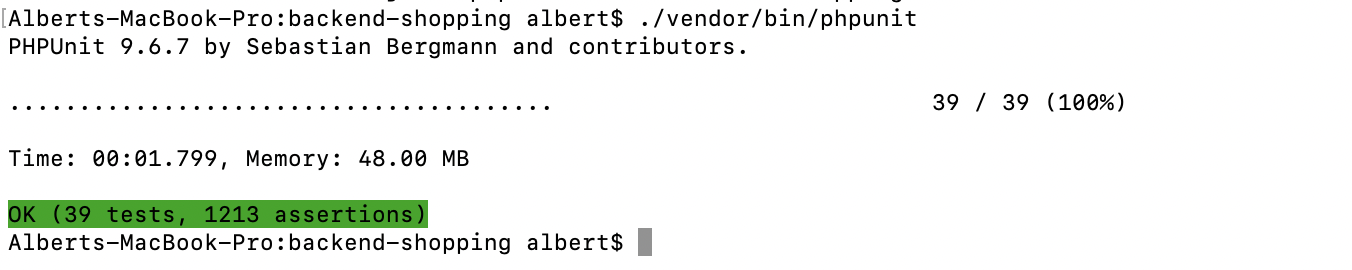 [Alberts-MacBook-Pro:backend-shopping albert$ ./vendor/bin/phpunit
PHPUnit 9.6.7 by Sebastian Bergmann and contributors.
.......................................                           39 / 39 (100%)
Time: 00:01.799, Memory: 48.00 MB
OK (39 tests, 1213 assertions)
Alberts-MacBook-Pro:backend-shopping albert$